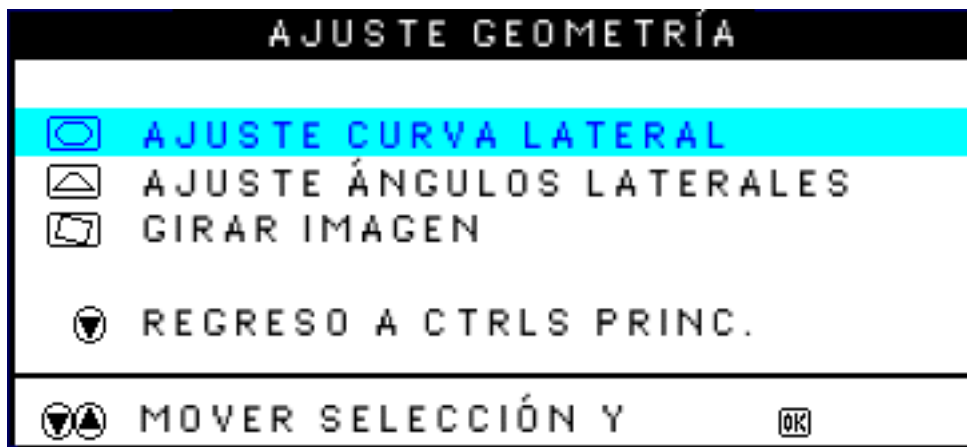 AJUSTE GEOMETRÍA
AJUSTE CURVA LATERAL
AJUSTE ÁNGULOS LATERALES
GIRAR IMAGEN
REGRESO A CTRLS PRINC.
MOVER SELECCIÓN Y OK